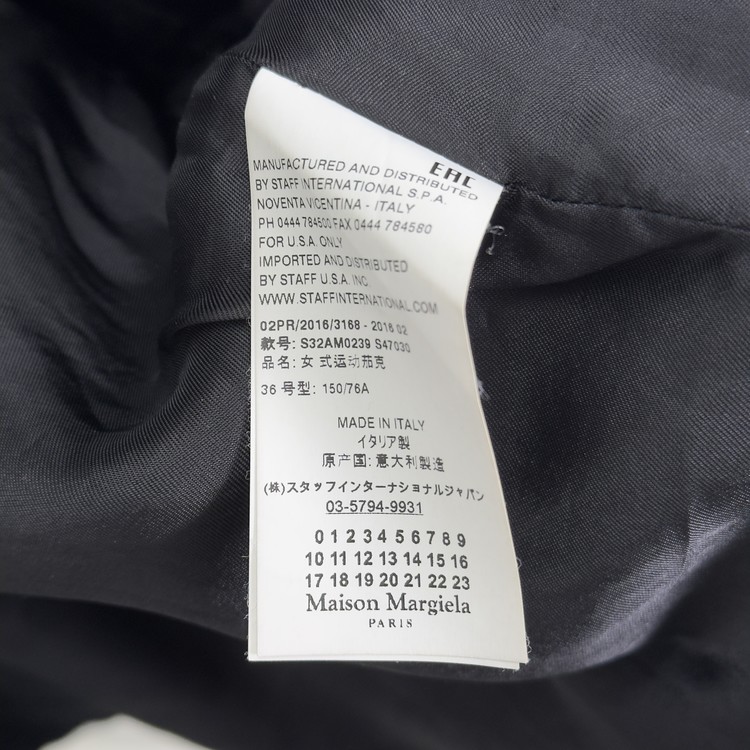 EAC
MANUFACTURED AND DISTRIBUTED
BY STAFF INTERNATIONAL S.P.A.
NOVENTA VICENTINA - ITALY
PH 0444 784500 FAX 0444 784580
FOR U.S.A. ONLY
IMPORTED AND DISTRIBUTED
BY STAFF U.S.A. INC
WWW.STAFFINTERNATIONAL.COM
02PR/2016/3168 - 2016 02
款号: S32AM0239 S47030
品名: 女 式运动茄克
36 号型: 150/76A
MADE IN ITALY
イタリア製
原产国: 意大利製造
(株)スタッフインターナショナルジャパン
03-5794-9931
0 1 2 3 4 5 6 7 8 9
10 11 12 13 14 15 16
17 18 19 20 21 22 23
Maison Margiela
PARIS